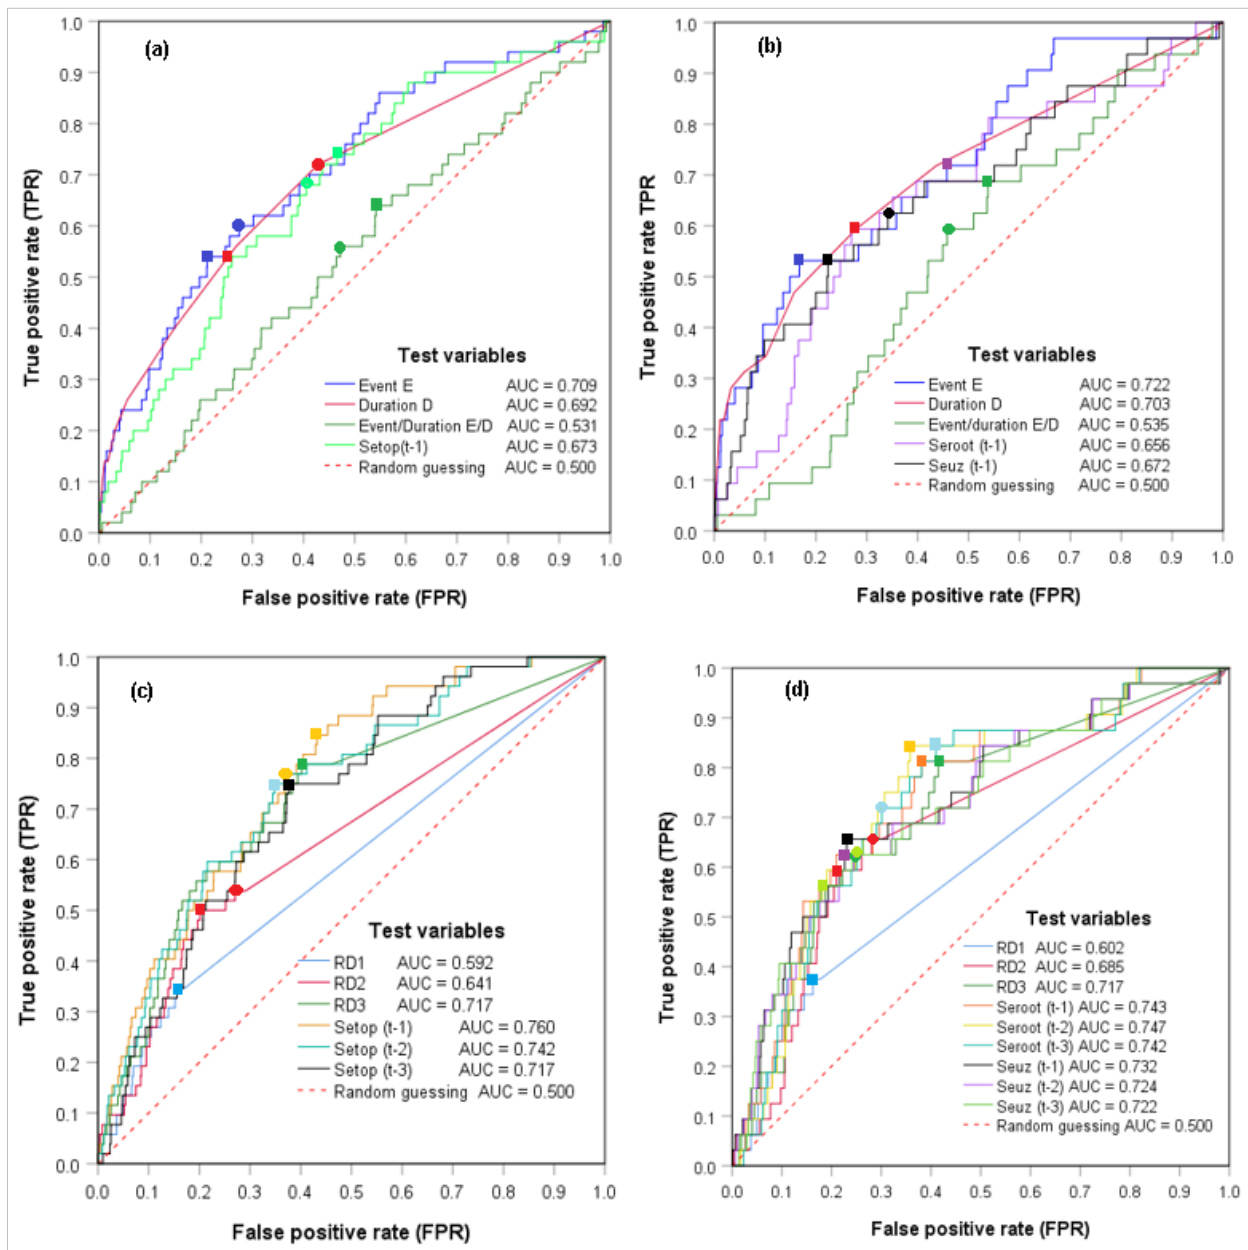 (a)
True positive rate (TPR)
1.0
0.9
0.8
0.7
0.6
0.5
0.4
0.3
0.2
0.1
0.0
Test variables
Event E AUC = 0.709
Duration D AUC = 0.692
Event/Duration E/D AUC = 0.531
Setop(t-1) AUC = 0.673
Random guessing AUC = 0.500
0.0 0.1 0.2 0.3 0.4 0.5 0.6 0.7 0.8 0.9 1.0
False positive rate (FPR)
(b)
True positive rate TPR
1.0
0.9
0.8
0.7
0.6
0.5
0.4
0.3
0.2
0.1
0.0
Test variables
Event E AUC = 0.722
Duration D AUC = 0.703
Event/duration E/D AUC = 0.535
Seroot (t-1) AUC = 0.656
Seuz (t-1) AUC = 0.672
Random guessing AUC = 0.500
0.0 0.1 0.2 0.3 0.4 0.5 0.6 0.7 0.8 0.9 1.0
False positive rate (FPR)
(c)
True positive rate (TPR)
1.0
0.9
0.8
0.7
0.6
0.5
0.4
0.3
0.2
0.1
0.0
Test variables
RD1 AUC = 0.592
RD2 AUC = 0.641
RD3 AUC = 0.717
Setop (t-1) AUC = 0.760
Setop (t-2) AUC = 0.742
Setop (t-3) AUC = 0.717
Random guessing AUC = 0.500
0.0 0.1 0.2 0.3 0.4 0.5 0.6 0.7 0.8 0.9 1.0
False positive rate (FPR)
(d)
True positive rate (TPR)
1.0
0.9
0.8
0.7
0.6
0.5
0.4
0.3
0.2
0.1
0.0
Test variables
RD1 AUC = 0.602
RD2 AUC = 0.685
RD3 AUC = 0.717
Seroot (t-1) AUC = 0.743
Seroot (t-2) AUC = 0.747
Seroot (t-3) AUC = 0.742
Seuz (t-1) AUC = 0.732
Seuz (t-2) AUC = 0.724
Seuz (t-3) AUC = 0.722
Random guessing AUC = 0.500
0.0 0.1 0.2 0.3 0.4 0.5 0.6 0.7 0.8 0.9 1.0
False positive rate (FPR)